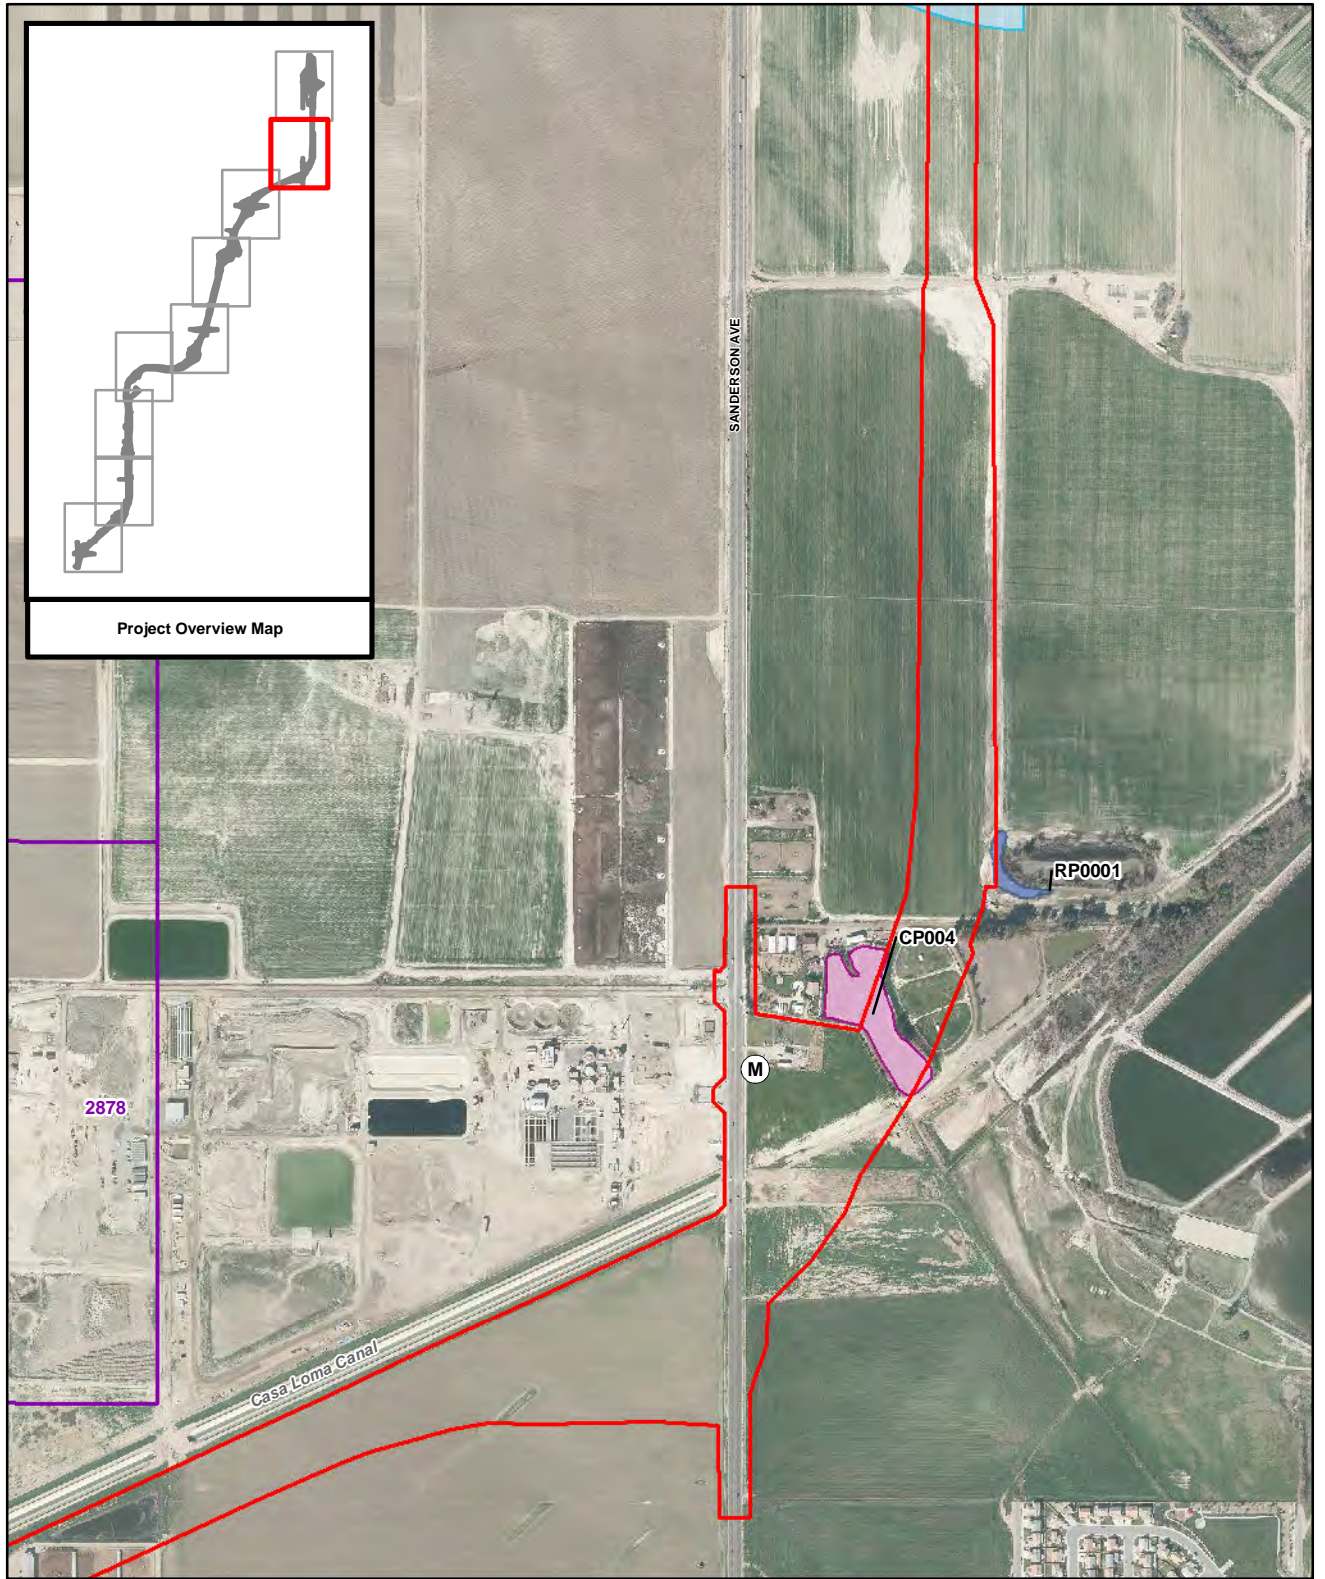 Project Overview Map
SANDERSON AVE
RP0001
CP004
M
2878
Casa Loma Canal